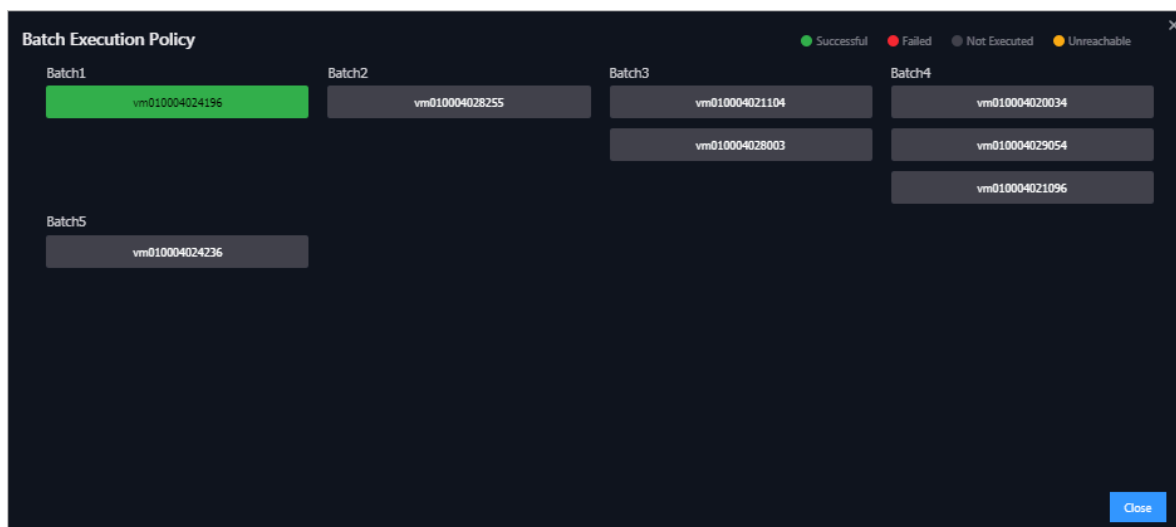 Batch Execution Policy
Successful Failed Not Executed Unreachable
Batch1 Batch2 Batch3 Batch4
vm010004024196 vm010004028255 vm010004021104 vm010004020034
vm010004028003 vm010004029054
vm010004021096
Batch5
vm010004024236
Close